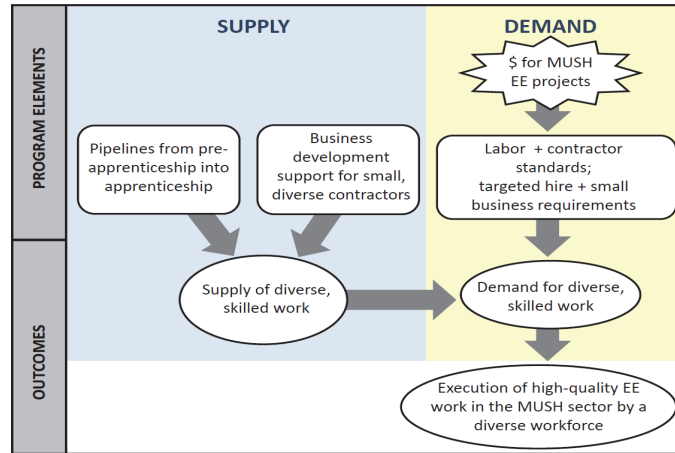 SUPPLY
DEMAND
PROGRAM ELEMENTS
$ for MUSH
EE projects
Pipelines from pre-
apprenticeship into
apprenticeship
Business
development
support for small,
diverse contractors
Labor + contractor
standards;
targeted hire + small
business requirements
OUTCOMES
Supply of diverse,
skilled work
Demand for diverse,
skilled work
Execution of high-quality EE
work in the MUSH sector by a
diverse workforce